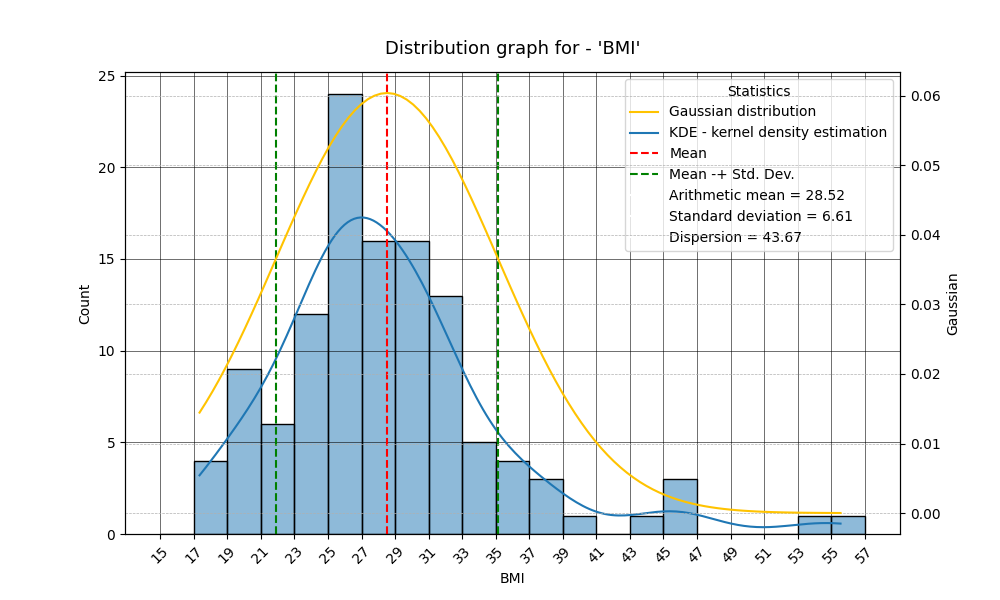 Distribution graph for - 'BMI'
Statistics
Gaussian distribution
KDE - kernel density estimation
Mean
Mean -+ Std. Dev.
Arithmetic mean = 28.52
Standard deviation = 6.61
Dispersion = 43.67
Count
25
20
15
10
5
0
0.06
0.05
0.04
0.03
0.02
0.01
0.00
Gaussian
15 17 19 21 23 25 27 29 31 33 35 37 39 41 43 45 47 49 51 53 55 57
BMI